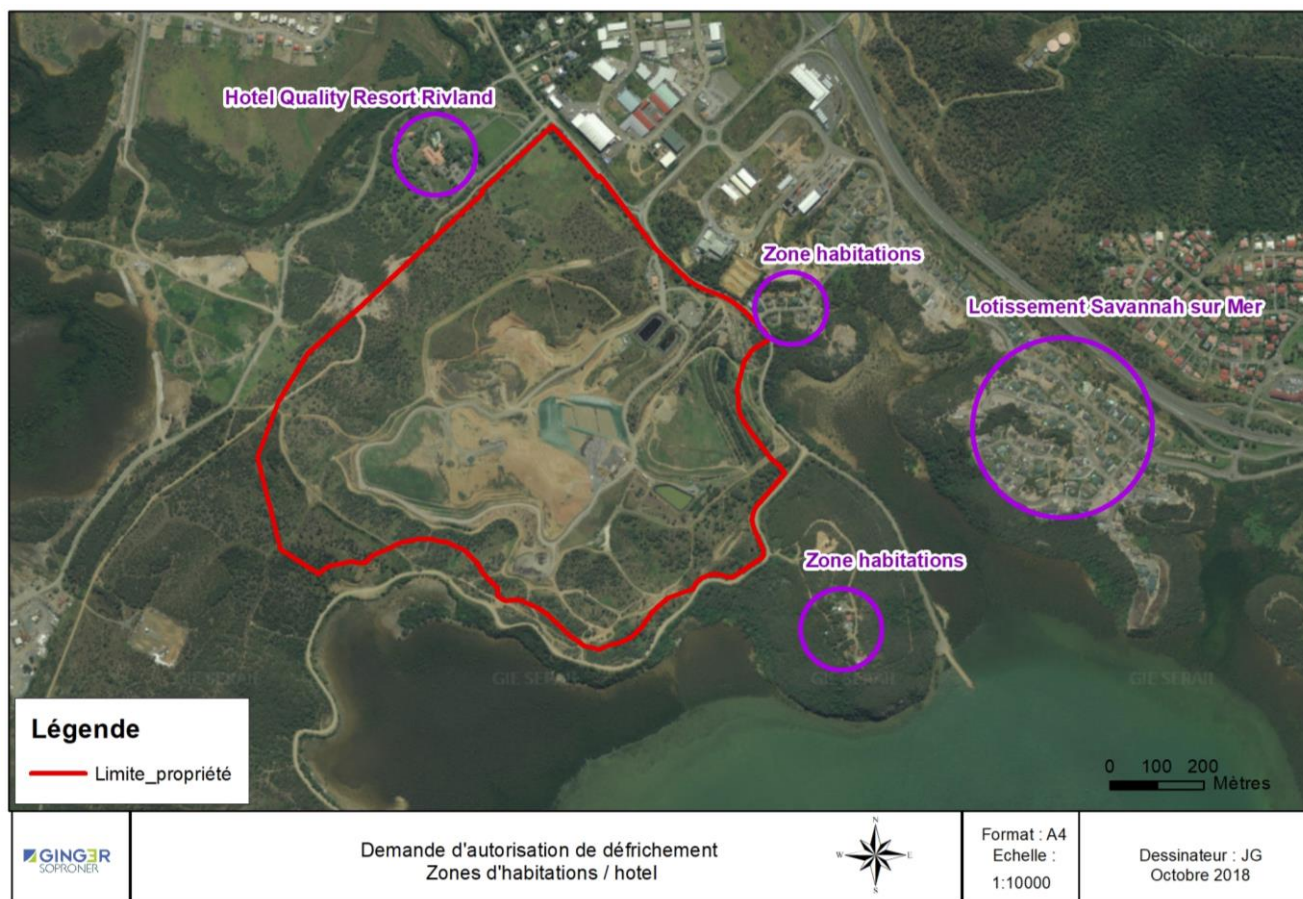 Hotel Quality Resort Rivland
Zone habitations
Lotissement Savannah sur Mer
Zone habitations
GIE SERAIL
GIE SERAIL
GIE SERAIL
Légende
Limite_propriété
0 100 200
Mètres
GINGER
SOPRONER
Demande d'autorisation de défrichement
Zones d'habitations / hotel
N
W E
S
Format : A4
Echelle :
1:10000
Dessinateur : JG
Octobre 2018